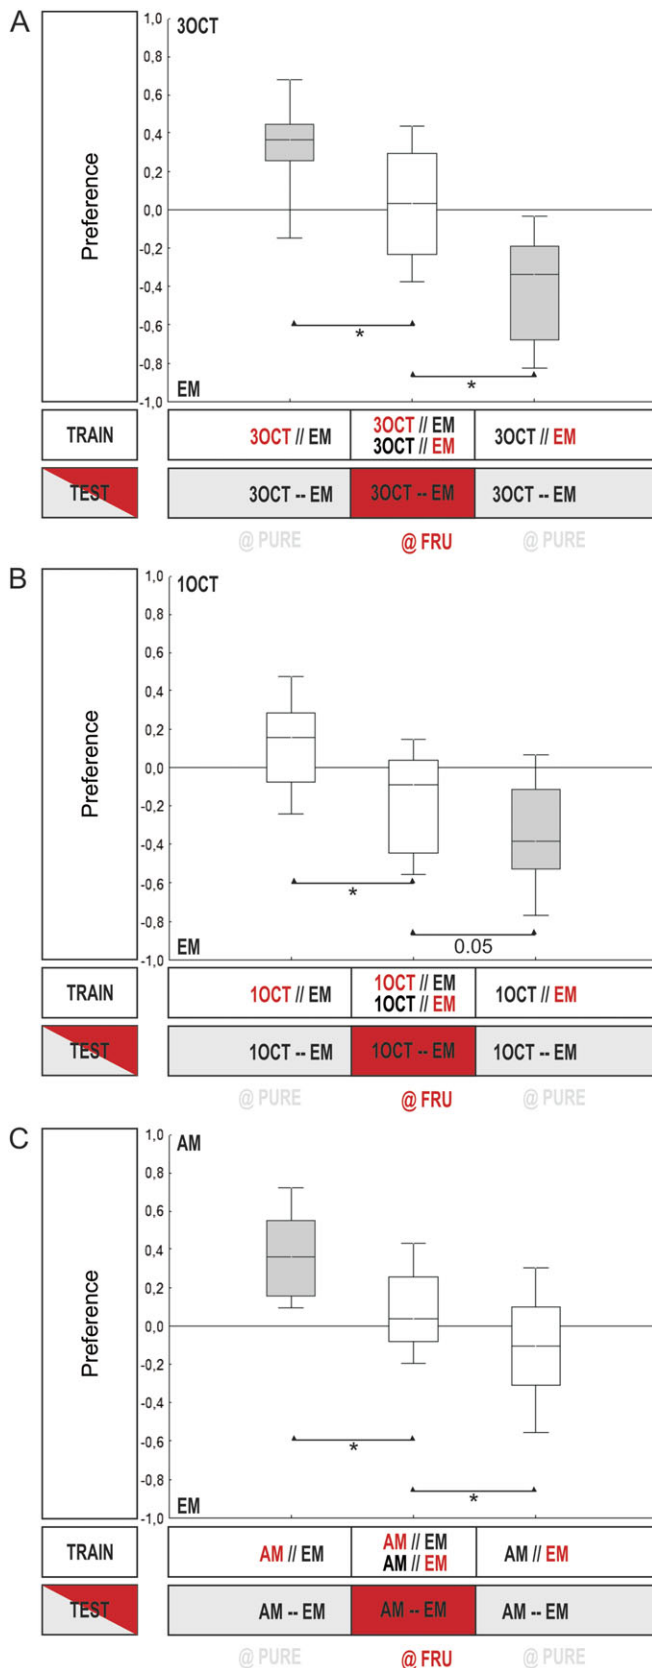 A
1,0
3OCT
0,8
0,6
0,4
0,2
0,0
-0,2
-0,4
-0,6
-0,8
-1,0
Preference
*
*
EM
TRAIN
3OCT // EM
3OCT // EM
3OCT // EM
3OCT // EM
TEST
3OCT -- EM
3OCT -- EM
3OCT -- EM
@ PURE
@ FRU
@ PURE
B
1,0
1OCT
0,8
0,6
0,4
0,2
0,0
-0,2
-0,4
-0,6
-0,8
-1,0
Preference
*
0.05
EM
TRAIN
1OCT // EM
1OCT // EM
1OCT // EM
1OCT // EM
TEST
1OCT -- EM
1OCT -- EM
1OCT -- EM
@ PURE
@ FRU
@ PURE
C
1,0
AM
0,8
0,6
0,4
0,2
0,0
-0,2
-0,4
-0,6
-0,8
-1,0
Preference
*
*
EM
TRAIN
AM // EM
AM // EM
AM // EM
AM // EM
TEST
AM -- EM
AM -- EM
AM -- EM
@ PURE
@ FRU
@ PURE